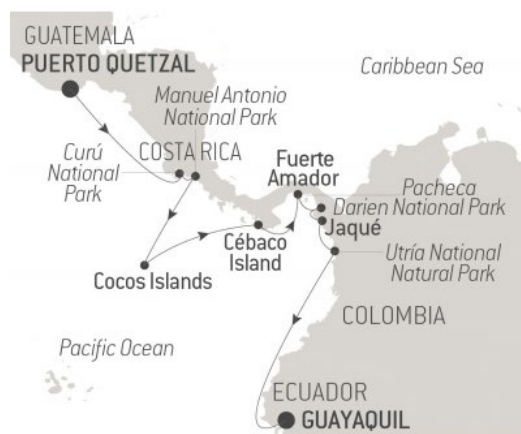 GUATEMALA
PUERTO QUETZAL
Caribbean Sea
Manuel Antonio
National Park
Curú
National
Park
COSTA RICA
Fuerte
Amador
Pacheca
Darien National Park
Jaqué
Cébaco
Island
Utría National
Natural Park
Cocos Islands
COLOMBIA
Pacific Ocean
ECUADOR
GUAYAQUIL